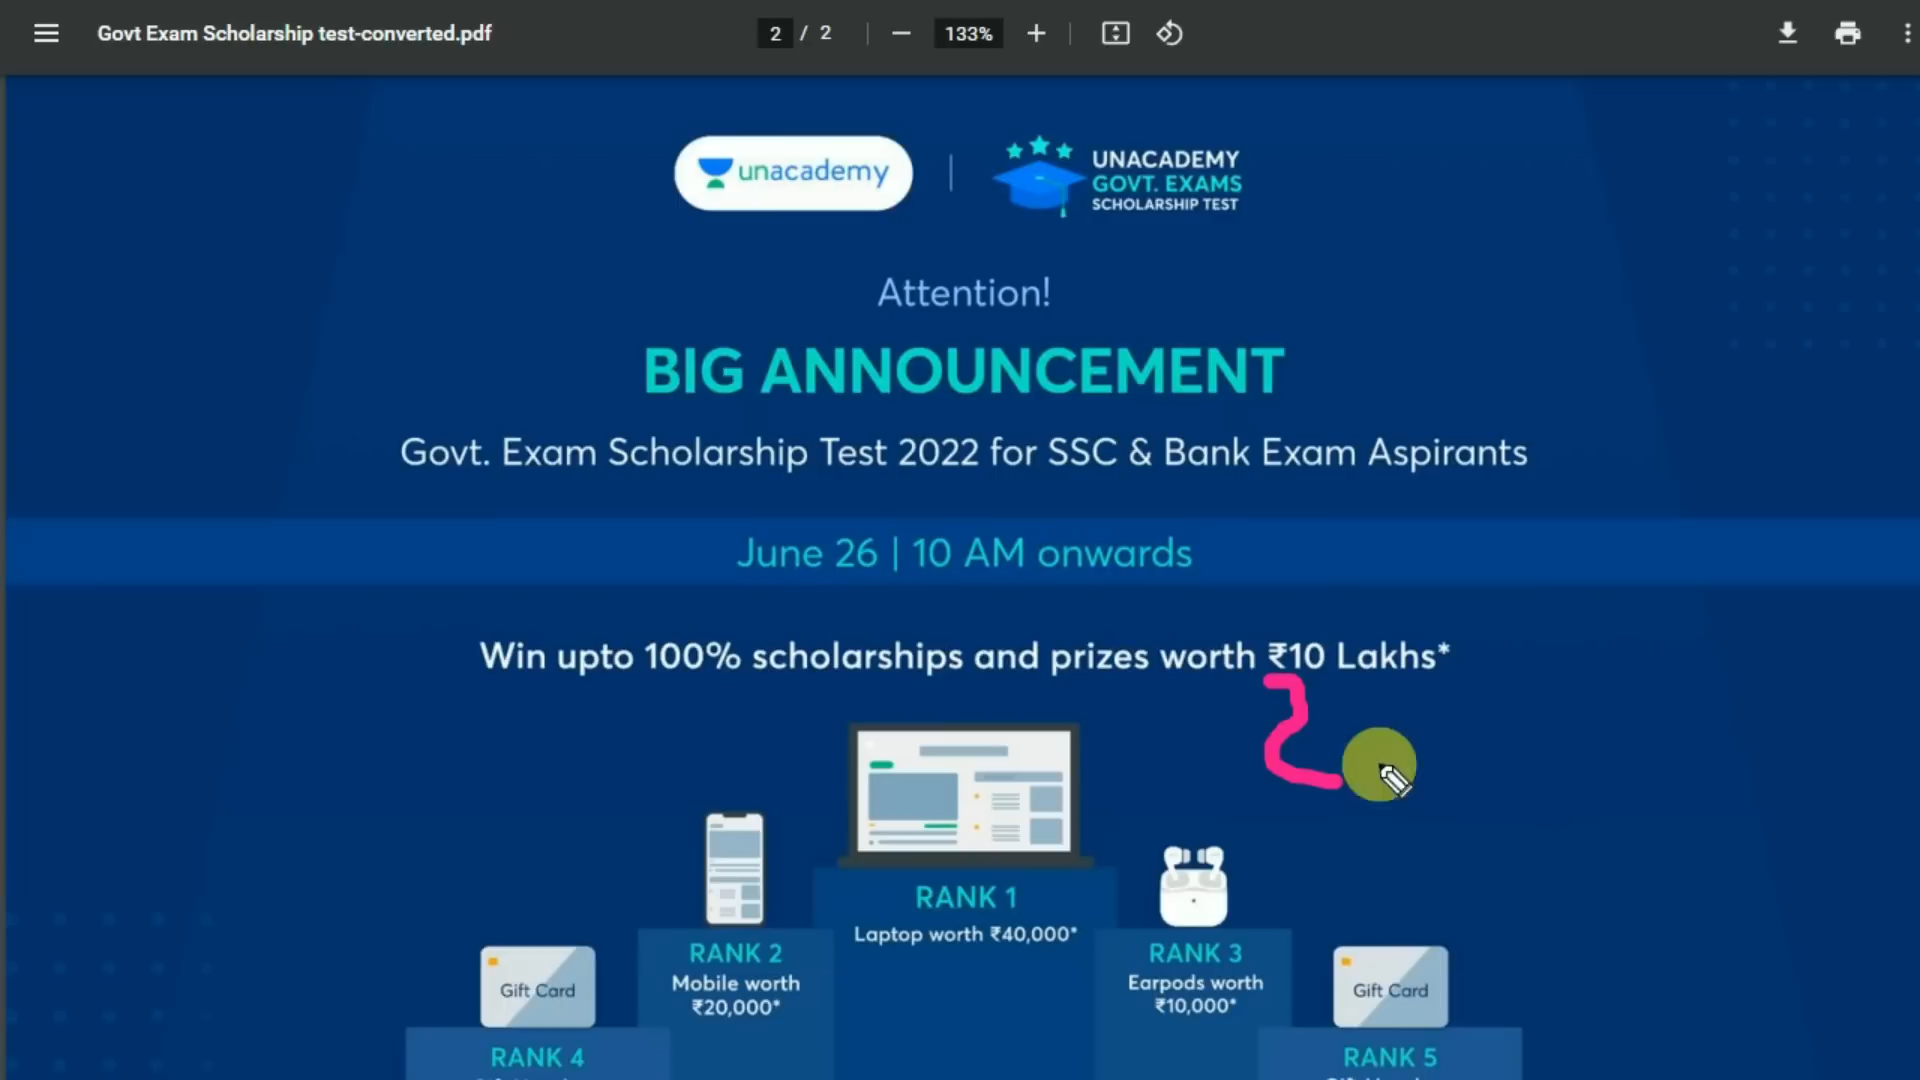 Govt Exam Scholarship test-converted.pdf
2 / 2
133%
unacademy
UNACADEMY
GOVT. EXAMS
SCHOLARSHIP TEST
Attention!
BIG ANNOUNCEMENT
Govt. Exam Scholarship Test 2022 for SSC & Bank Exam Aspirants
June 26 | 10 AM onwards
Win upto 100% scholarships and prizes worth ₹10 Lakhs*
RANK 1
Laptop worth ₹40,000*
RANK 2
Mobile worth
₹20,000*
RANK 3
Earpods worth
₹10,000*
Gift Card
RANK 4
Gift Card
RANK 5